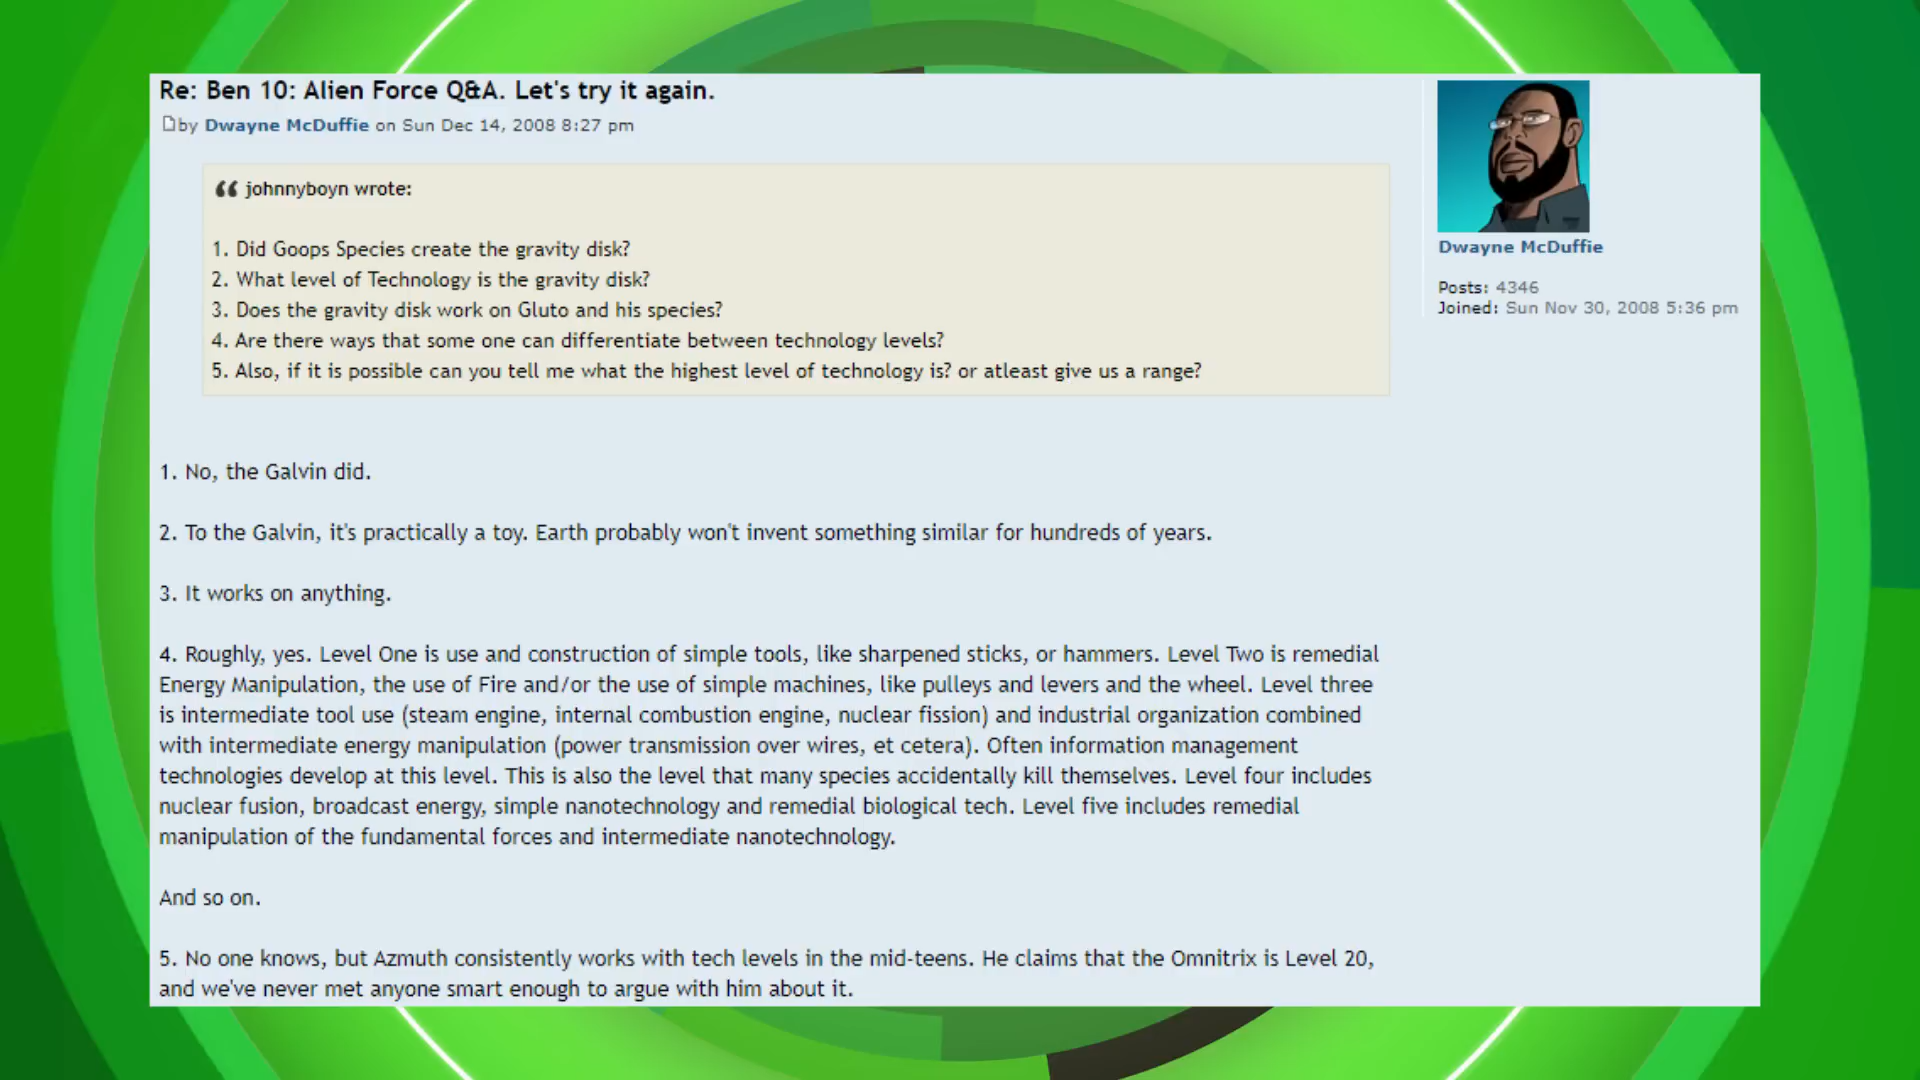 Re: Ben 10: Alien Force Q&A. Let's try it again.
by Dwayne McDuffie on Sun Dec 14, 2008 8:27 pm
johnnyboyn wrote:
1. Did Goops Species create the gravity disk?
2. What level of Technology is the gravity disk?
3. Does the gravity disk work on Gluto and his species?
4. Are there ways that some one can differentiate between technology levels?
5. Also, if it is possible can you tell me what the highest level of technology is? or atleast give us a range?
1. No, the Galvin did.
2. To the Galvin, it's practically a toy. Earth probably won't invent something similar for hundreds of years.
3. It works on anything.
4. Roughly, yes. Level One is use and construction of simple tools, like sharpened sticks, or hammers. Level Two is remedial
Energy Manipulation, the use of Fire and/or the use of simple machines, like pulleys and levers and the wheel. Level three
is intermediate tool use (steam engine, internal combustion engine, nuclear fission) and industrial organization combined
with intermediate energy manipulation (power transmission over wires, et cetera). Often information management
technologies develop at this level. This is also the level that many species accidentally kill themselves. Level four includes
nuclear fusion, broadcast energy, simple nanotechnology and remedial biological tech. Level five includes remedial
manipulation of the fundamental forces and intermediate nanotechnology.
And so on.
5. No one knows, but Azmuth consistently works with tech levels in the mid-teens. He claims that the Omnitrix is Level 20,
and we've never met anyone smart enough to argue with him about it.
Dwayne McDuffie
Posts: 4346
Joined: Sun Nov 30, 2008 5:36 pm